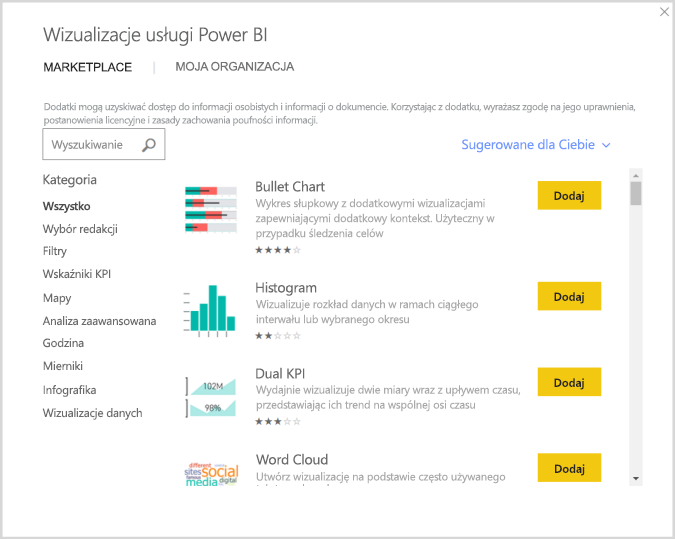 Wizualizacje usługi Power BI
MARKETPLACE | MOJA ORGANIZACJA
Dodatki mogą uzyskiwać dostęp do informacji osobistych i informacji o dokumencie. Korzystając z dodatku, wyrażasz zgodę na jego uprawnienia,
postanowienia licencyjne i zasady zachowania poufności informacji.
Wyszukiwanie
Sugerowane dla Ciebie
Kategoria
Wszystko
Wybór redakcji
Filtry
Wskaźniki KPI
Mapy
Analiza zaawansowana
Godzina
Mierniki
Infografika
Wizualizacje danych
Bullet Chart
Wykres słupkowy z dodatkowymi wizualizacjami
zapewniającymi dodatkowy kontekst. Użyteczny w
przypadku śledzenia celów
Dodaj
Histogram
Wizualizuje rozkład danych w ramach ciągłego
interwału lub wybranego okresu
Dodaj
102M
98%
Dual KPI
Wydajnie wizualizuje dwie miary wraz z upływem czasu,
przedstawiając ich trend na wspólnej osi czasu
Dodaj
differend
sites social
media digital
Word Cloud
Utwórz wizualizację na podstawie często używanego
Dodaj